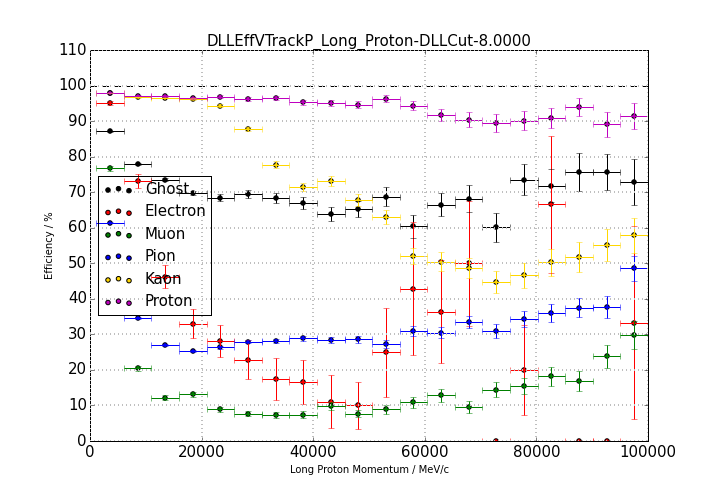 DLLEffVTrackP_Long_Proton-DLLCut-8.0000
110
100
90
80
70
60
50
40
30
20
10
0
Efficiency / %
Ghost
Electron
Muon
Pion
Kaon
Proton
0 20000 40000 60000 80000 100000
Long Proton Momentum / MeV/c